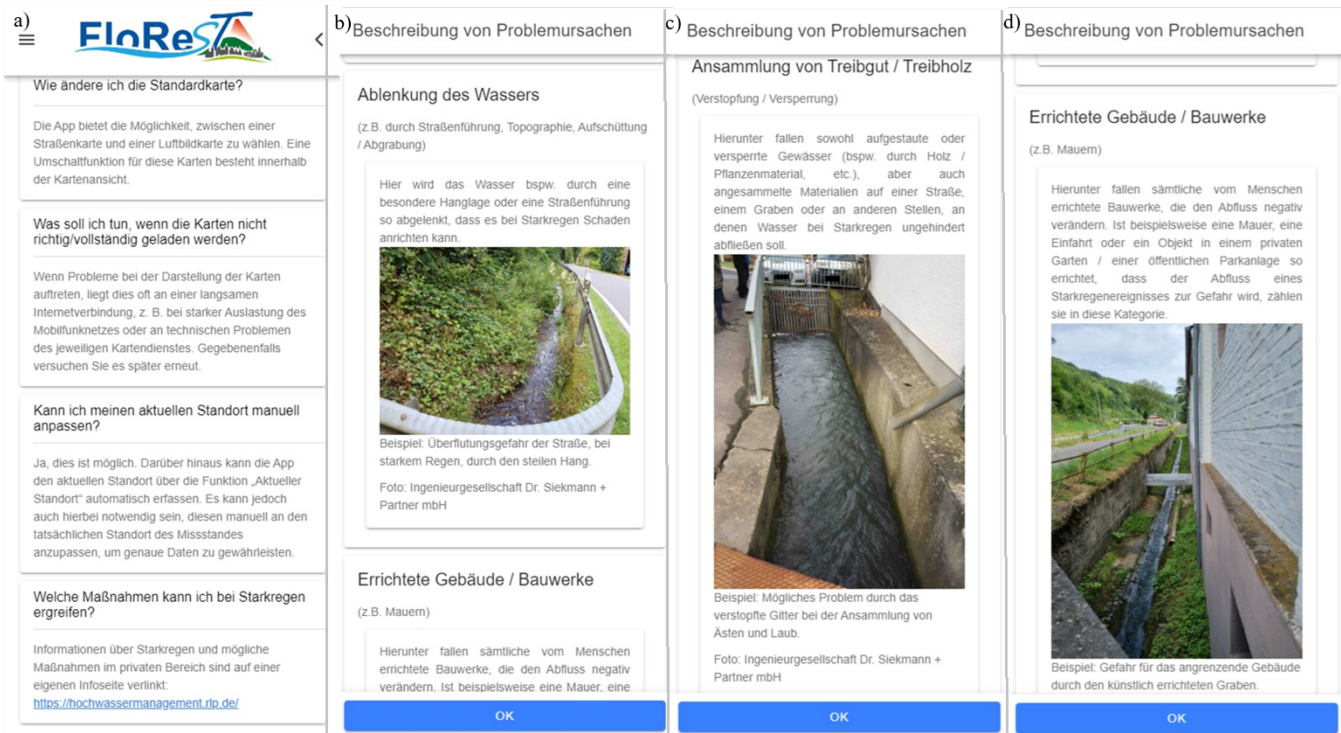 a)
FloReST
Wie ändere ich die Standardkarte?
Die App bietet die Möglichkeit, zwischen einer
Straßenkarte und einer Luftbildkarte zu wählen. Eine
Umschaltfunktion für diese Karten besteht innerhalb
der Kartenansicht.
Was soll ich tun, wenn die Karten nicht
richtig/vollständig geladen werden?
Wenn Probleme bei der Darstellung der Karten
auftreten, liegt dies oft an einer langsamen
Internetverbindung, z. B. bei starker Auslastung des
Mobilfunknetzes oder an technischen Problemen
des jeweiligen Kartendienstes. Gegebenenfalls
versuchen Sie es später erneut.
Kann ich meinen aktuellen Standort manuell
anpassen?
Ja, dies ist möglich. Darüber hinaus kann die App
den aktuellen Standort über die Funktion „Aktueller
Standort“ automatisch erfassen. Es kann jedoch
auch hierbei notwendig sein, diesen manuell an den
tatsächlichen Standort des Missstandes
anzupassen, um genaue Daten zu gewährleisten.
Welche Maßnahmen kann ich bei Starkregen
ergreifen?
Informationen über Starkregen und mögliche
Maßnahmen im privaten Bereich sind auf einer
eigenen Infoseite verlinkt:
https://hochwassermanagement.rlp.de/
b)
Beschreibung von Problemursachen
Ablenkung des Wassers
(z.B. durch Straßenführung, Topographie, Aufschüttung
/ Abgrabung)
Hier wird das Wasser bspw. durch eine
besondere Hanglage oder eine Straßenführung
so abgelenkt, dass es bei Starkregen Schaden
anrichten kann.
Beispiel: Überflutungsgefahr der Straße, bei
starkem Regen, durch den steilen Hang.
Foto: Ingenieurgesellschaft Dr. Siekmann +
Partner mbH
Errichtete Gebäude / Bauwerke
(z.B. Mauern)
Hierunter fallen sämtliche vom Menschen
errichtete Bauwerke, die den Abfluss negativ
verändern. Ist beispielsweise eine Mauer, eine
OK
c)
Beschreibung von Problemursachen
Ansammlung von Treibgut / Treibholz
(Verstopfung / Versperrung)
Hierunter fallen sowohl aufgestaute oder
versperrte Gewässer (bspw. durch Holz /
Pflanzenmaterial, etc.), aber auch
angesammelte Materialien auf einer Straße,
einem Graben oder an anderen Stellen, an
denen Wasser bei Starkregen ungehindert
abfließen soll.
Beispiel: Mögliches Problem durch das
verstopfte Gitter bei der Ansammlung von
Ästen und Laub.
Foto: Ingenieurgesellschaft Dr. Siekmann +
Partner mbH
OK
d)
Beschreibung von Problemursachen
Errichtete Gebäude / Bauwerke
(z.B. Mauern)
Hierunter fallen sämtliche vom Menschen
errichtete Bauwerke, die den Abfluss negativ
verändern. Ist beispielsweise eine Mauer, eine
Einfahrt oder ein Objekt in einem privaten
Garten / einer öffentlichen Parkanlage so
errichtet, dass der Abfluss eines
Starkregenereignisses zur Gefahr wird, zählen
sie in diese Kategorie.
Beispiel: Gefahr für das angrenzende Gebäude
durch den künstlich errichteten Graben.
OK